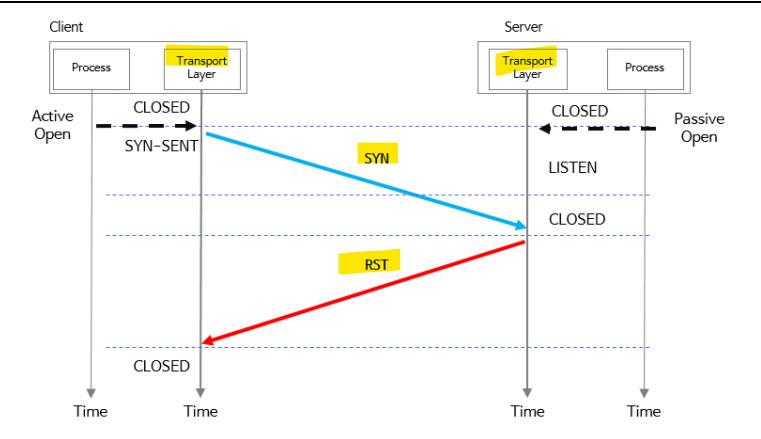 Client
Server
Process
Transport
Layer
Transport
Layer
Process
Active
Open
CLOSED
CLOSED
Passive
Open
SYN-SENT
SYN
LISTEN
CLOSED
RST
CLOSED
Time
Time
Time
Time